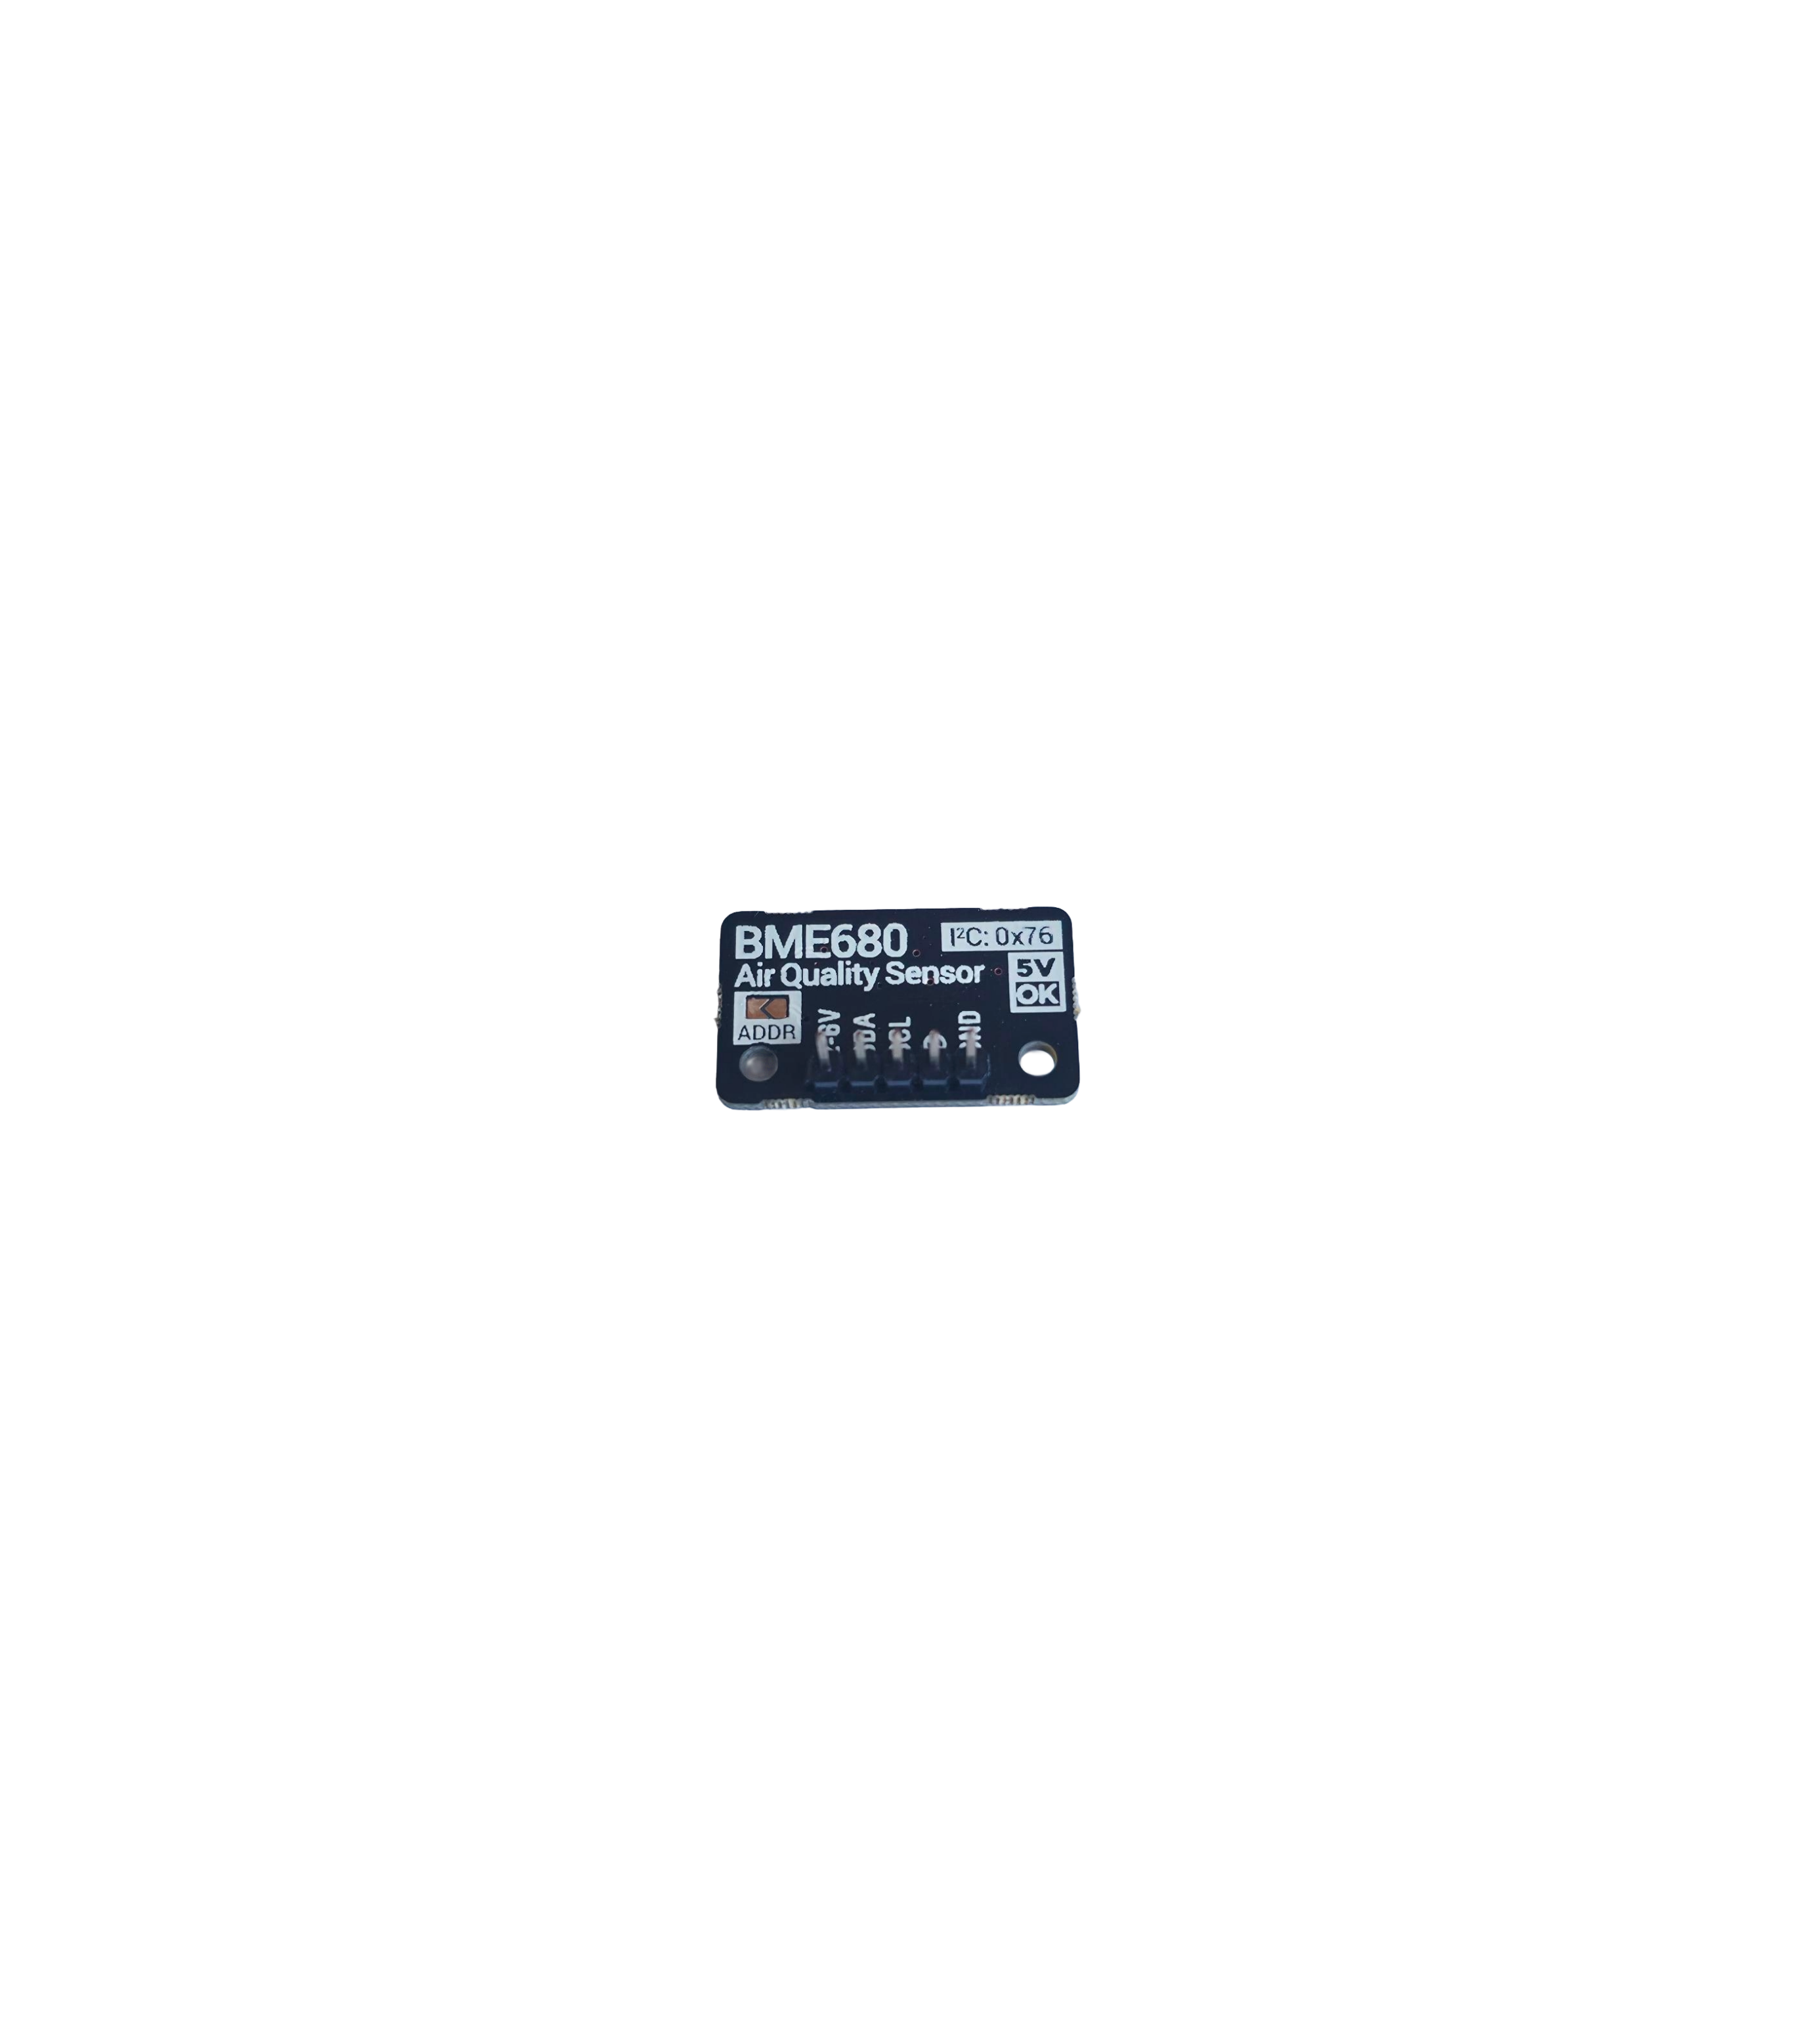 BME680
I²C: 0x76
Air Quality Sensor
5V
OK
ADDR